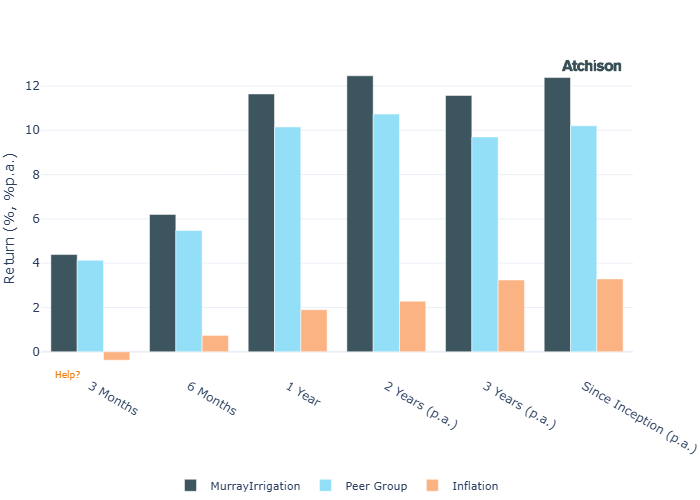 Atchison
Return (%, %p.a.)
12
10
8
6
4
2
0
Help?
3 Months
6 Months
1 Year
2 Years (p.a.)
3 Years (p.a.)
Since Inception (p.a.)
MurrayIrrigation
Peer Group
Inflation